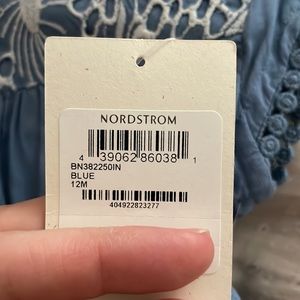 NORDSTROM
4 39062 86038 1
BN382250IN
BLUE
12M
404922823277